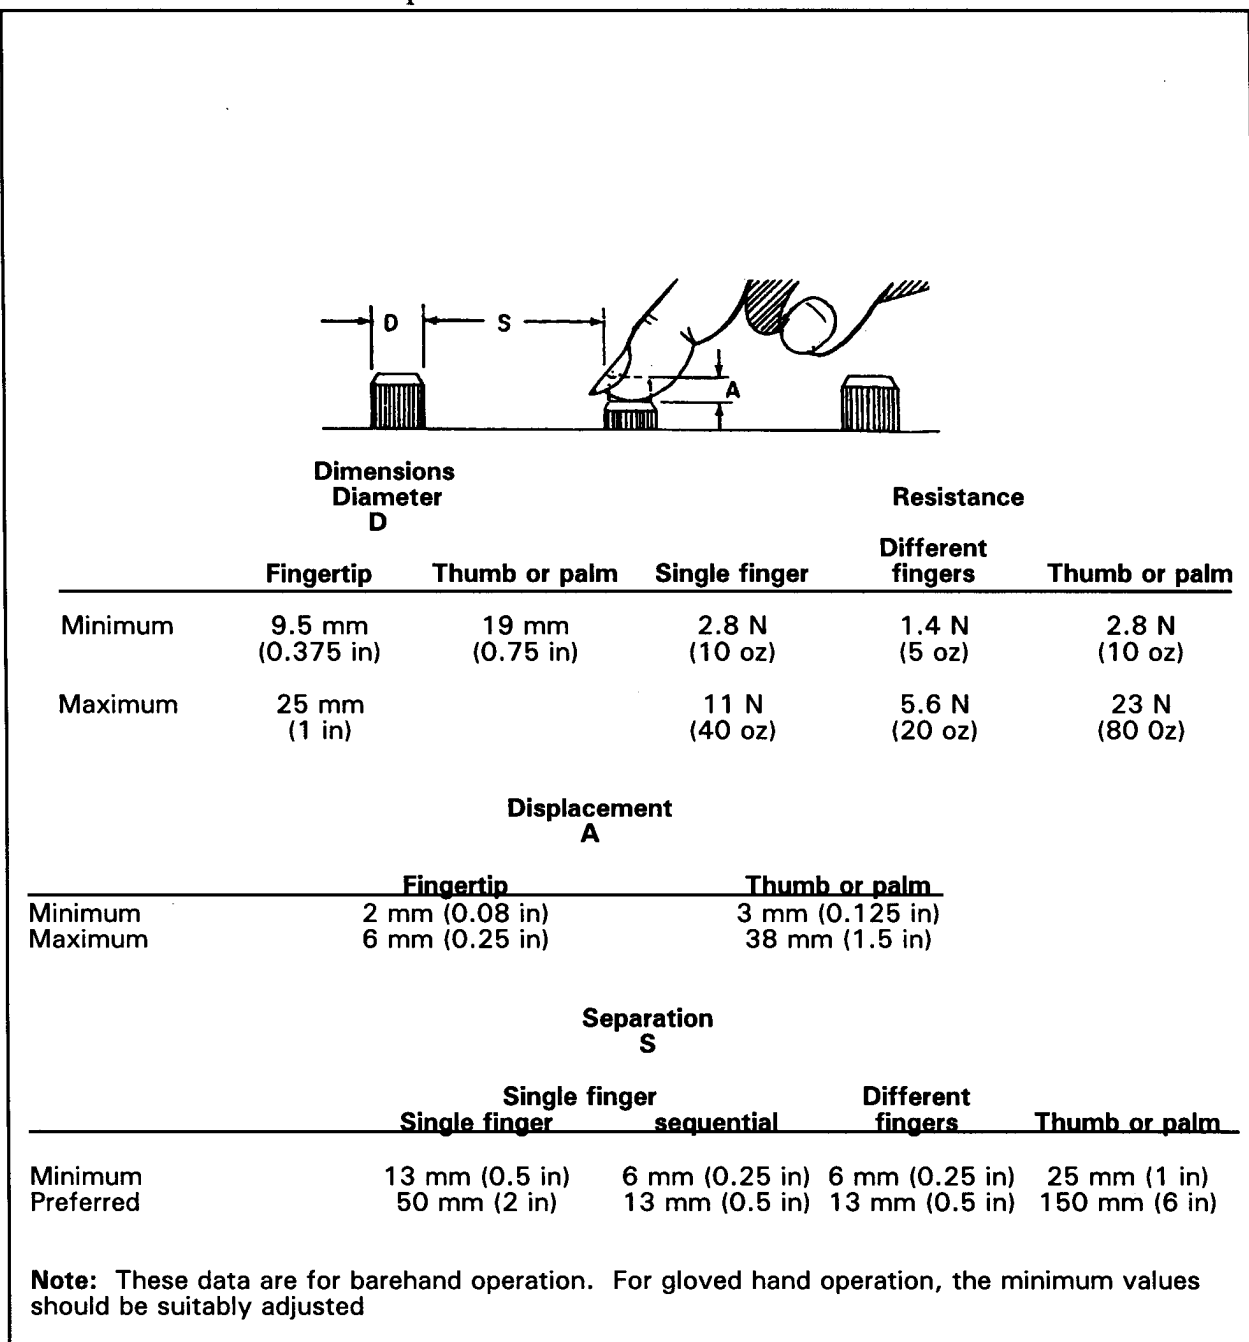 D
S
A
Dimensions
Diameter
D
Resistance
Fingertip Thumb or palm Single finger Different fingers Thumb or palm
Minimum 9.5 mm 19 mm 2.8 N 1.4 N 2.8 N
(0.375 in) (0.75 in) (10 oz) (5 oz) (10 oz)
Maximum 25 mm 11 N 5.6 N 23 N
(1 in) (40 oz) (20 oz) (80 0z)
Displacement
A
Fingertip Thumb or palm
Minimum 2 mm (0.08 in) 3 mm (0.125 in)
Maximum 6 mm (0.25 in) 38 mm (1.5 in)
Separation
S
Single finger Single finger sequential Different fingers Thumb or palm
Minimum 13 mm (0.5 in) 6 mm (0.25 in) 6 mm (0.25 in) 25 mm (1 in)
Preferred 50 mm (2 in) 13 mm (0.5 in) 13 mm (0.5 in) 150 mm (6 in)
Note: These data are for barehand operation. For gloved hand operation, the minimum values
should be suitably adjusted